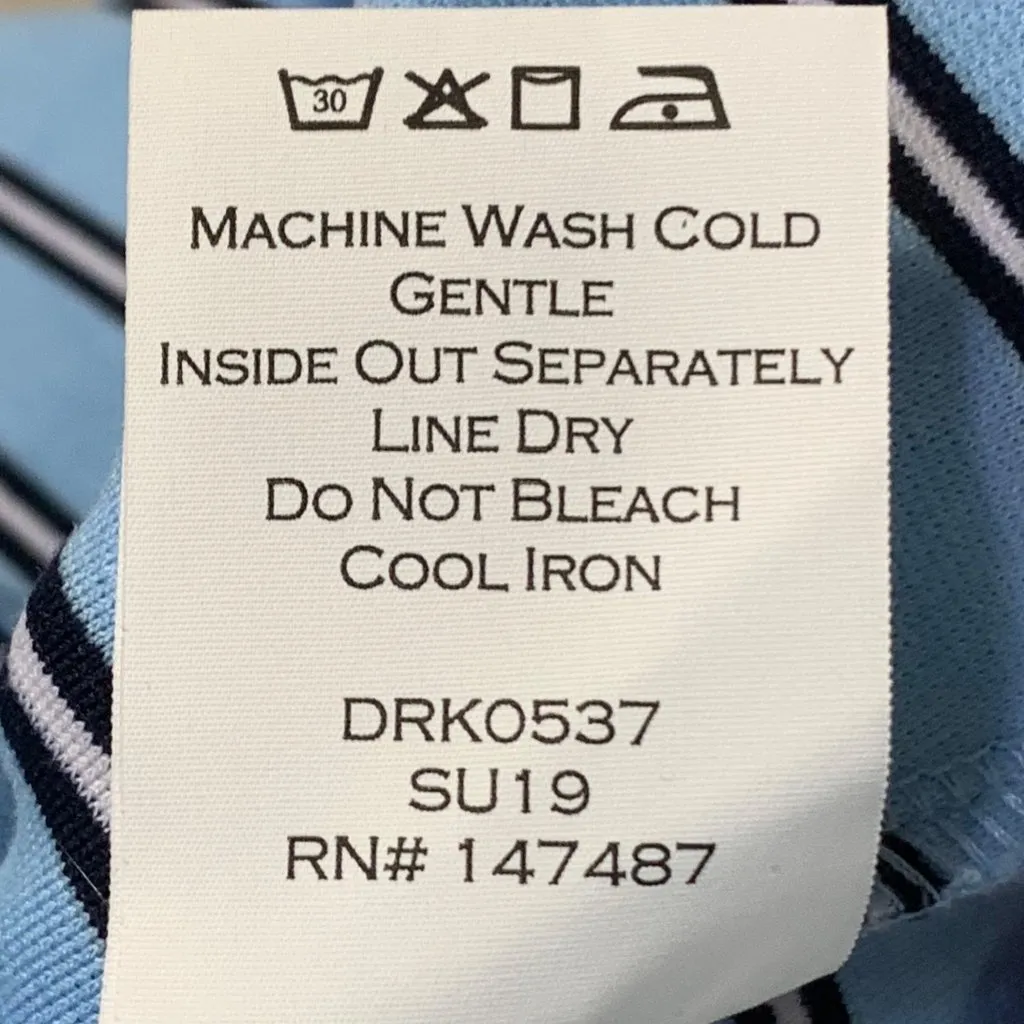 30
MACHINE WASH COLD
GENTLE
INSIDE OUT SEPARATELY
LINE DRY
DO NOT BLEACH
COOL IRON
DRK0537
SU19
RN# 147487